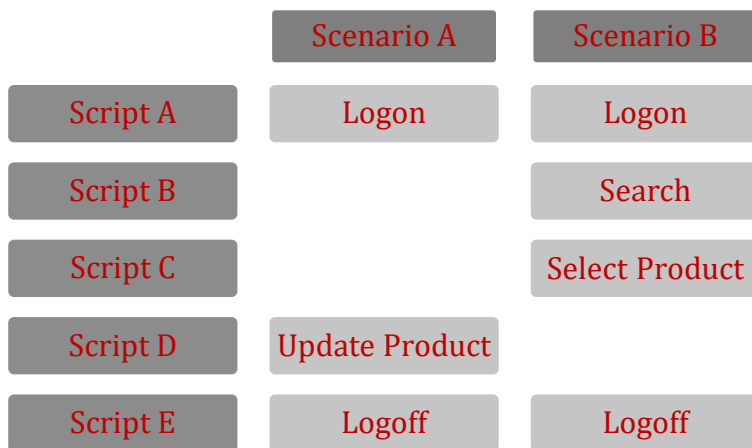 Scenario A Scenario B
Script A Logon Logon
Script B Search
Script C Select Product
Script D Update Product
Script E Logoff Logoff